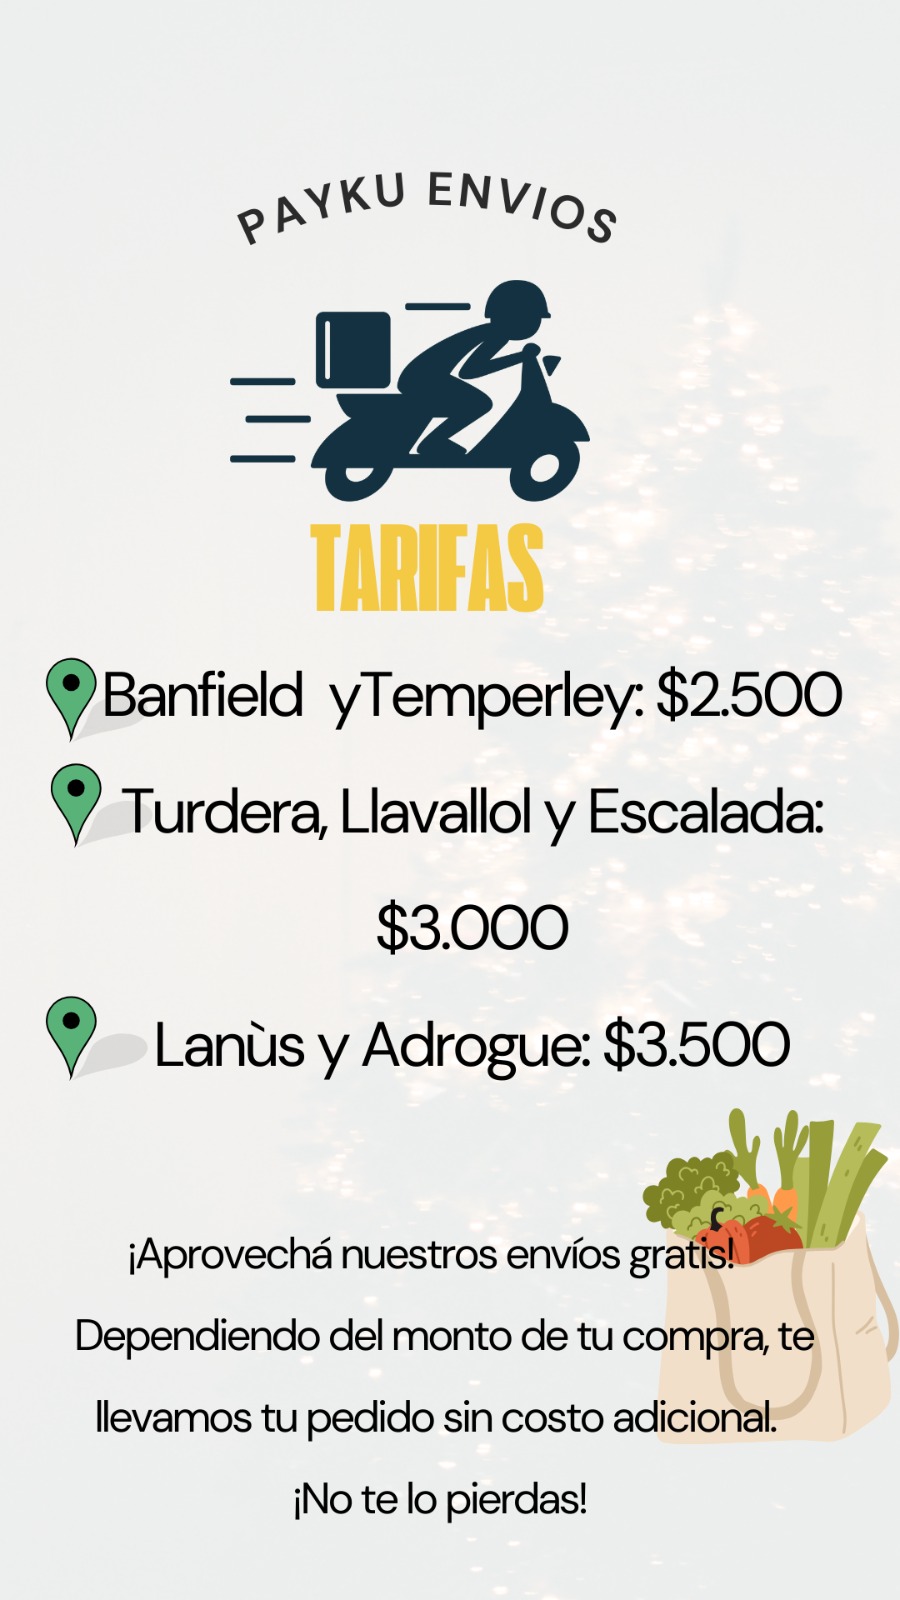 PAYKU ENVIOS
TARIFAS
Banfield  yTemperley: $2.500
Turdera, Llavallol y Escalada:
$3.000
Lanùs y Adrogue: $3.500
¡Aprovechá nuestros envíos gratis!
Dependiendo del monto de tu compra, te
llevamos tu pedido sin costo adicional.
¡No te lo pierdas!